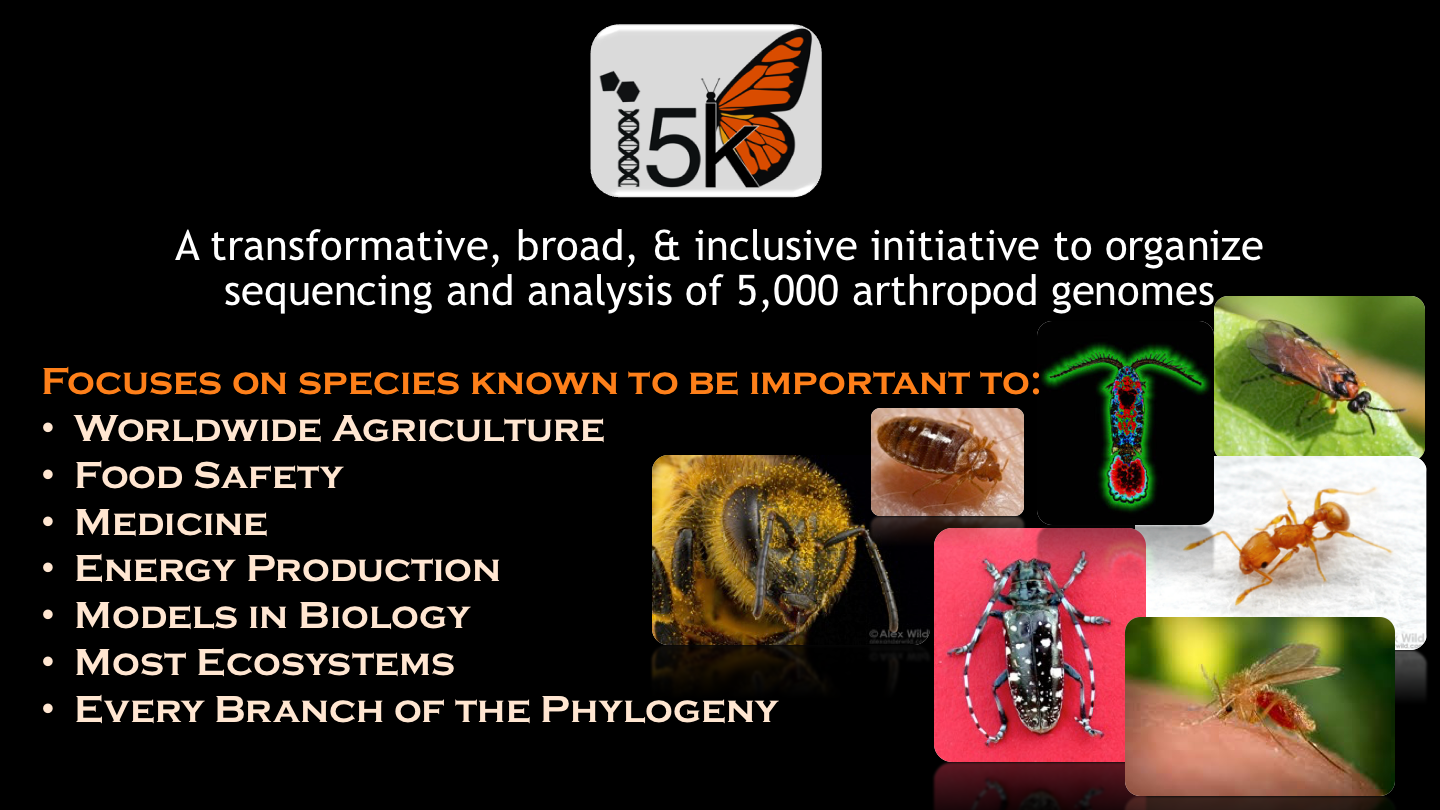 i5k
A transformative, broad, & inclusive initiative to organize
sequencing and analysis of 5,000 arthropod genomes
Focuses on species known to be important to:
• Worldwide Agriculture
• Food Safety
• Medicine
• Energy Production
• Models in Biology
• Most Ecosystems
• Every Branch of the Phylogeny
© Alex Wild